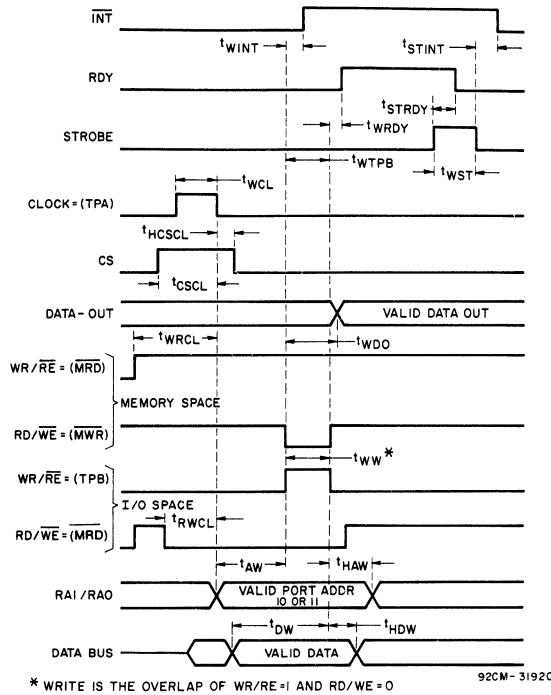 INT
tWINT
tSTINT
RDY
tSTRDY
tWRDY
STROBE
tWTPB
tWST
tWCL
CLOCK=(TPA)
tHCSCL
CS
tCSCL
DATA-OUT
VALID DATA OUT
tWRCL
tWDO
WR/RE=(MRD)
MEMORY SPACE
RD/WE=(MWR)
tWW*
WR/RE=(TPB)
I/O SPACE
tRWCL
RD/WE=(MRD)
tAW
tHAW
RA1/RA0
VALID PORT ADDR
10 OR 11
tDW
tHDW
DATA BUS
VALID DATA
* WRITE IS THE OVERLAP OF WR/RE=1 AND RD/WE=0
92CM-3192C